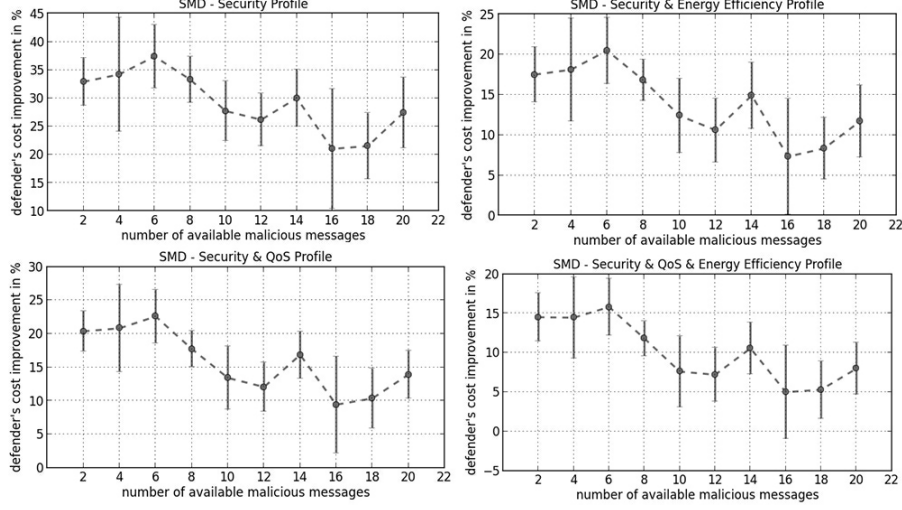 SMD - Security Profile
defender's cost improvement in %
45
40
35
30
25
20
15
10
2 4 6 8 10 12 14 16 18 20 22
number of available malicious messages
SMD - Security & Energy Efficiency Profile
defender's cost improvement in %
25
20
15
10
5
0
2 4 6 8 10 12 14 16 18 20 22
number of available malicious messages
SMD - Security & QoS Profile
defender's cost improvement in %
30
25
20
15
10
5
0
2 4 6 8 10 12 14 16 18 20 22
number of available malicious messages
SMD - Security & QoS & Energy Efficiency Profile
defender's cost improvement in %
20
15
10
5
0
−5
2 4 6 8 10 12 14 16 18 20 22
number of available malicious messages